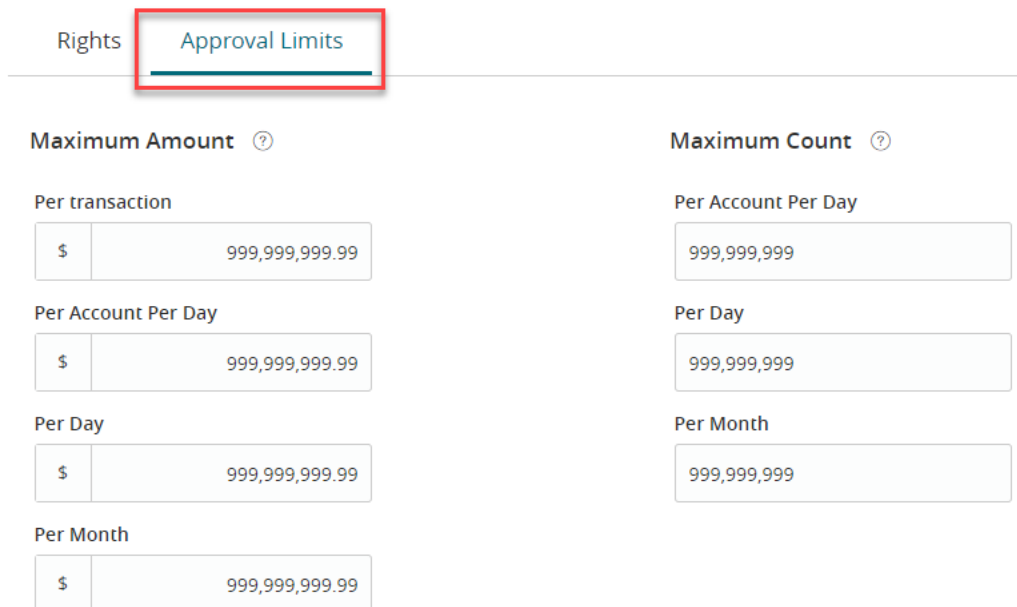 Rights Approval Limits
Maximum Amount ?
Per transaction
$ 999,999,999.99
Per Account Per Day
$ 999,999,999.99
Per Day
$ 999,999,999.99
Per Month
$ 999,999,999.99
Maximum Count ?
Per Account Per Day
999,999,999
Per Day
999,999,999
Per Month
999,999,999